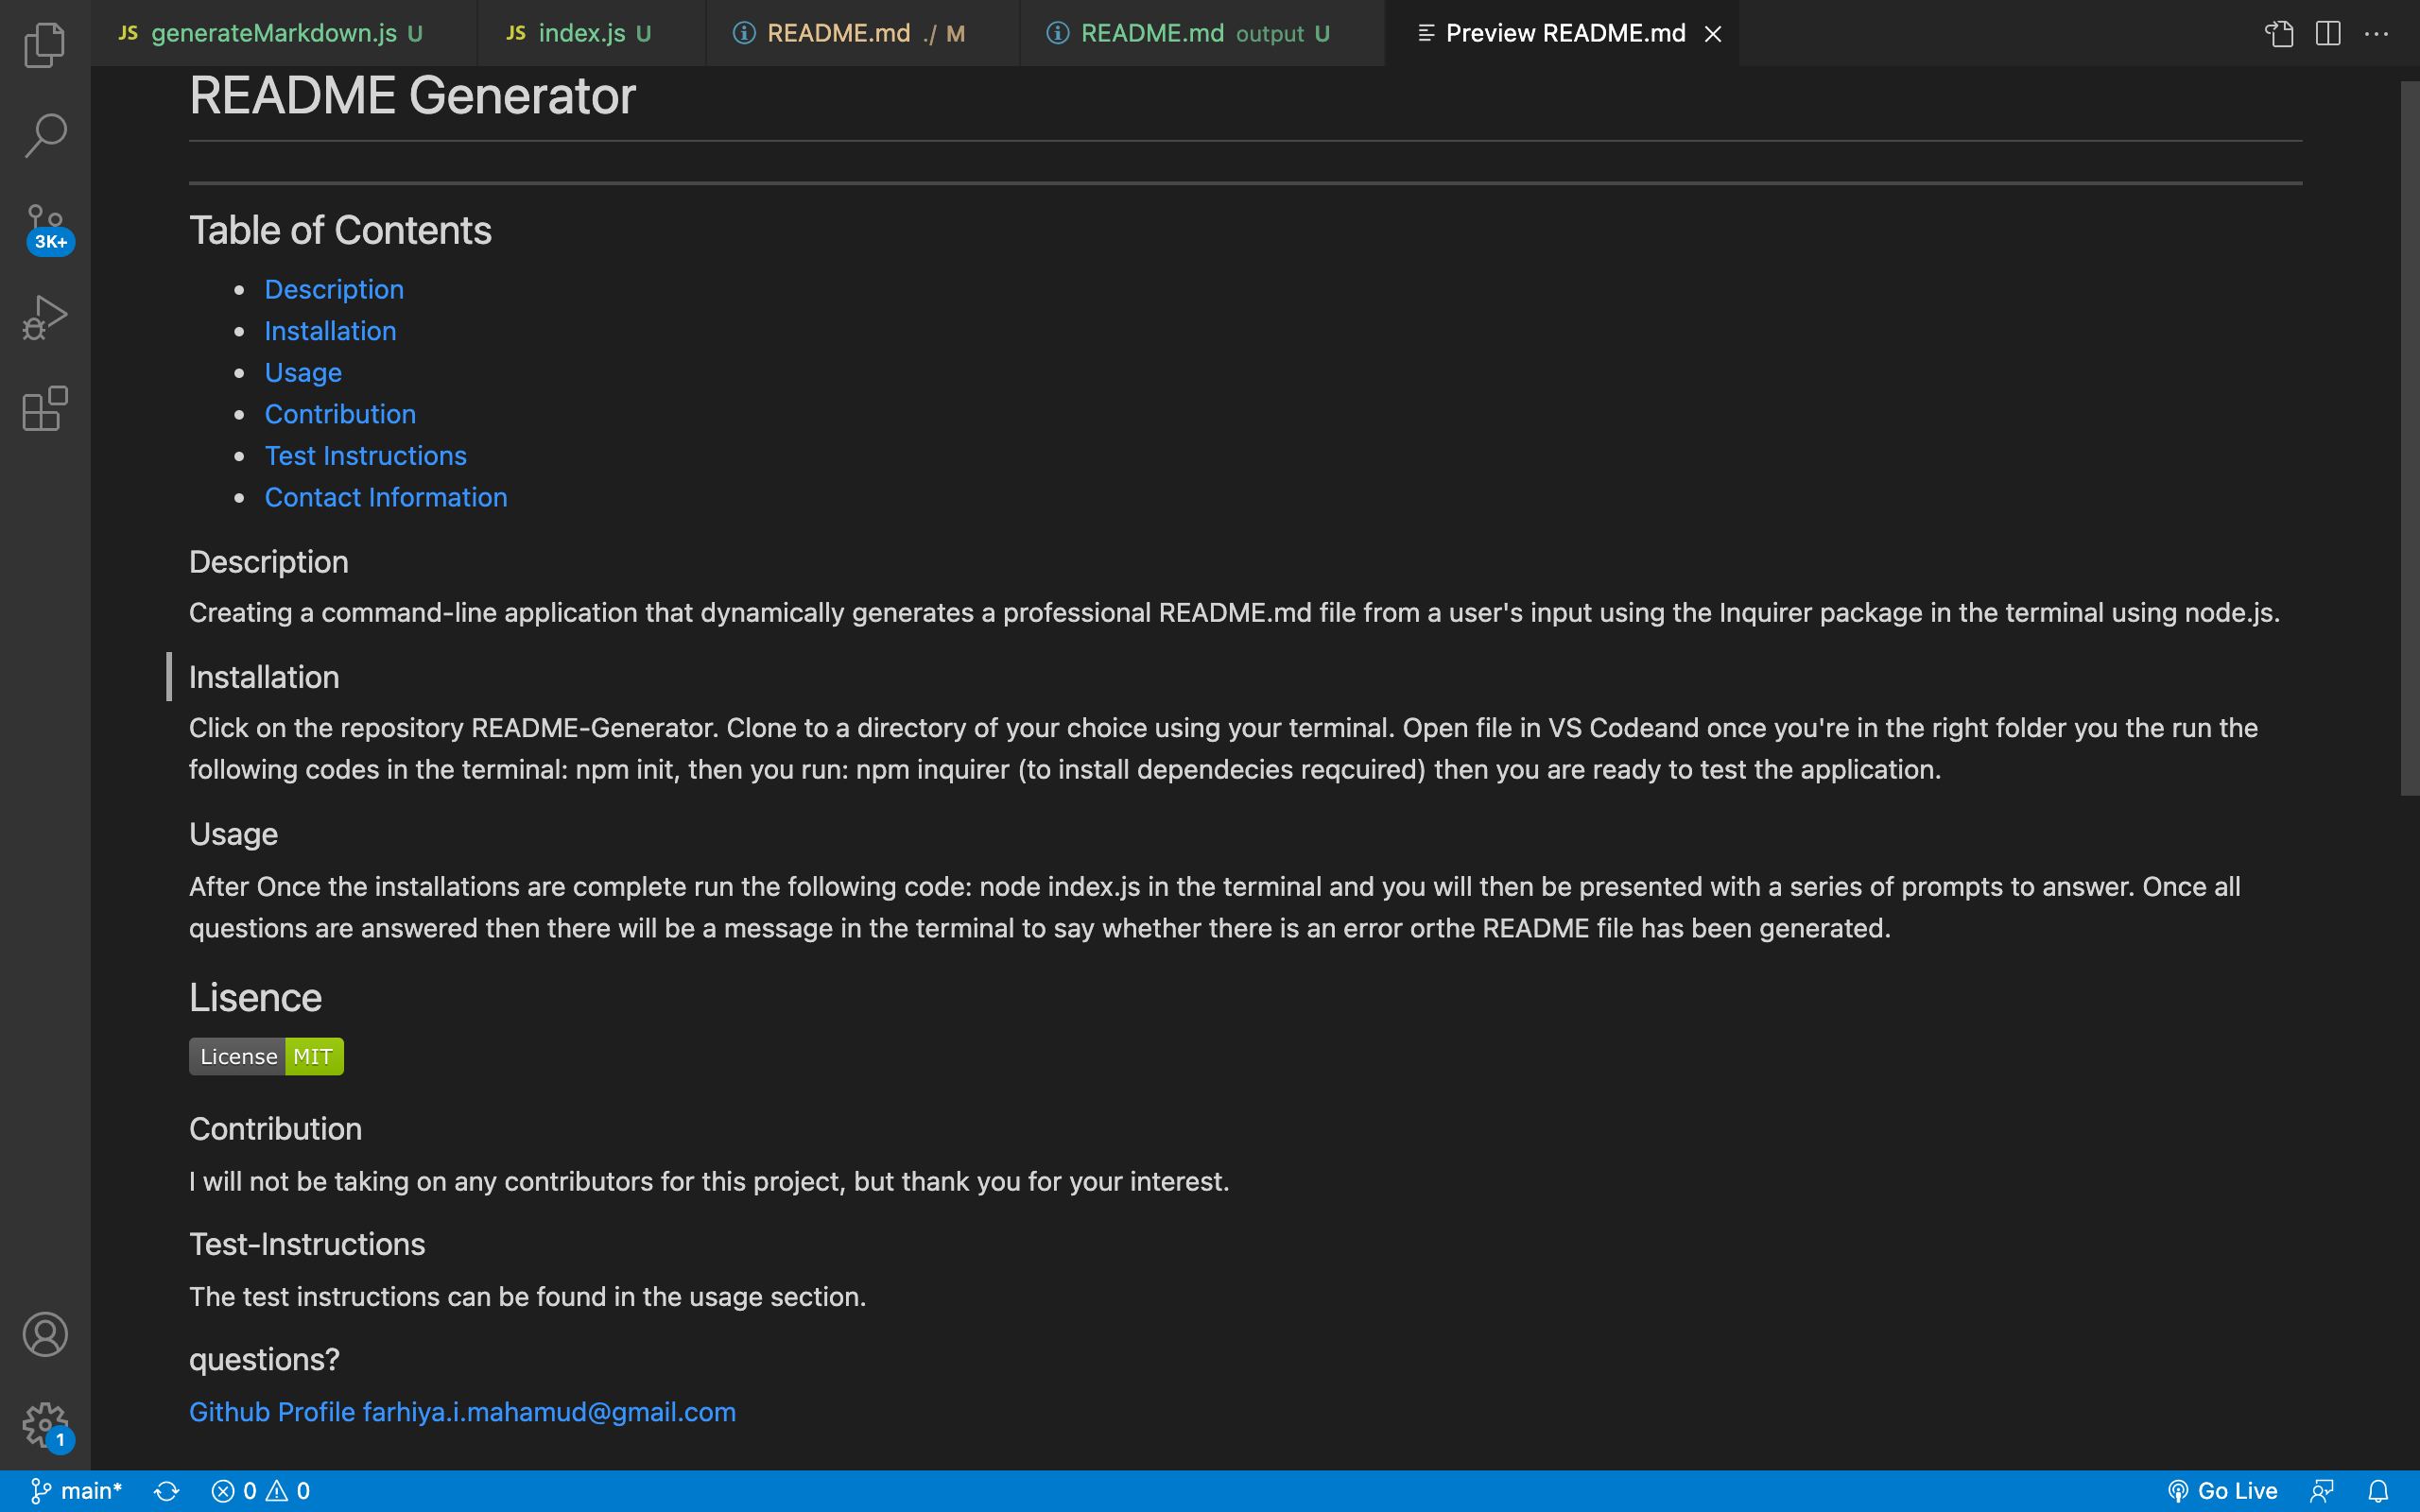 JS generateMarkdown.js U JS index.js U README.md ./ M README.md output U Preview README.md
README Generator
3K+
Table of Contents
Description
Installation
Usage
Contribution
Test Instructions
Contact Information
Description
Creating a command-line application that dynamically generates a professional README.md file from a user's input using the Inquirer package in the terminal using node.js.
Installation
Click on the repository README-Generator. Clone to a directory of your choice using your terminal. Open file in VS Codeand once you're in the right folder you the run the
following codes in the terminal: npm init, then you run: npm inquirer (to install dependecies reqcuired) then you are ready to test the application.
Usage
After Once the installations are complete run the following code: node index.js in the terminal and you will then be presented with a series of prompts to answer. Once all
questions are answered then there will be a message in the terminal to say whether there is an error orthe README file has been generated.
Lisence
License MIT
Contribution
I will not be taking on any contributors for this project, but thank you for your interest.
Test-Instructions
The test instructions can be found in the usage section.
questions?
Github Profile farhiya.i.mahamud@gmail.com
1
main* 0 0 Go Live